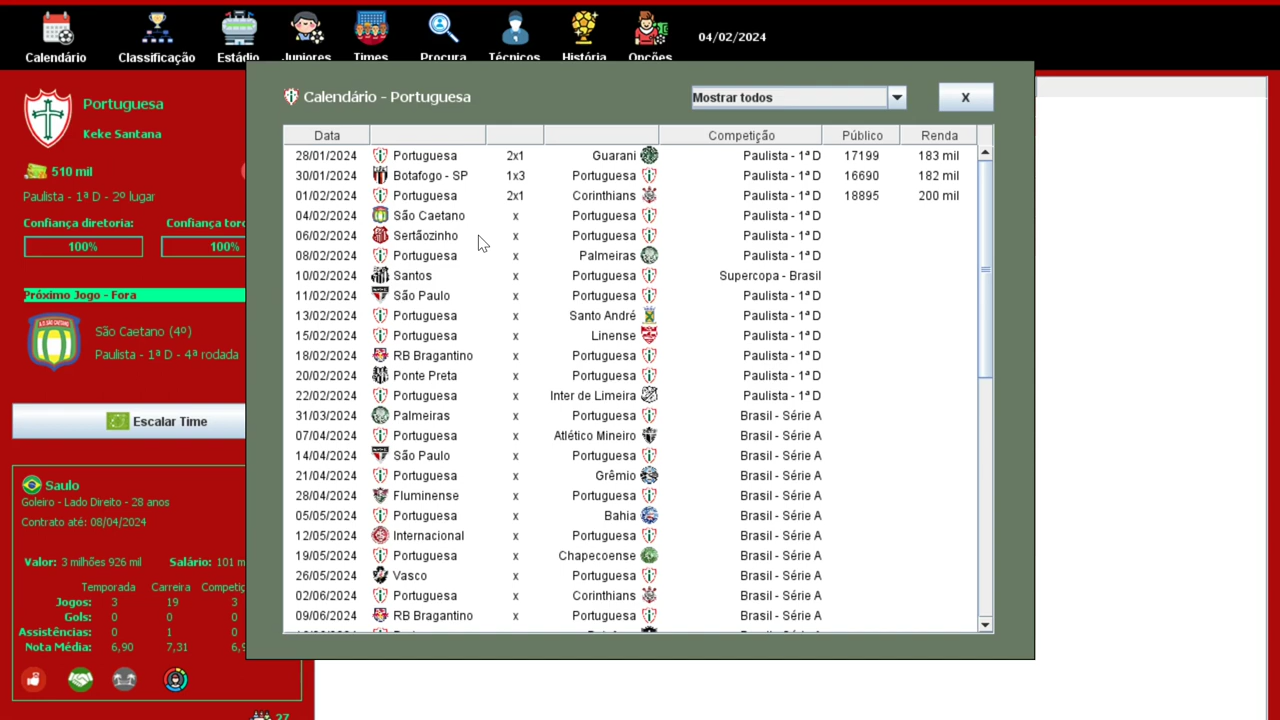 Calendário
Classificação
Estádio
Juniores
Times
Procura
Técnicos
História
Opções
04/02/2024
Portuguesa
Keke Santana
510 mil
Paulista - 1ª D - 2º lugar
Confiança diretoria:
Confiança torc
100%
100%
Próximo Jogo - Fora
São Caetano (4º)
Paulista - 1ª D - 4ª rodada
Escalar Time
Saulo
Goleiro - Lado Direito - 28 anos
Contrato até: 08/04/2024
Valor: 3 milhões 926 mil Salário: 101 m
Temporada Carreira Competiç
Jogos: 3 19 3
Gols: 0 0 0
Assistências: 0 1 0
Nota Média: 6,90 7,31 6,9
27
Calendário - Portuguesa
Mostrar todos
X
Data Competição Público Renda
28/01/2024 Portuguesa 2x1 Guarani Paulista - 1ª D 17199 183 mil
30/01/2024 Botafogo - SP 1x3 Portuguesa Paulista - 1ª D 16690 182 mil
01/02/2024 Portuguesa 2x1 Corinthians Paulista - 1ª D 18895 200 mil
04/02/2024 São Caetano x Portuguesa Paulista - 1ª D
06/02/2024 Sertãozinho x Portuguesa Paulista - 1ª D
08/02/2024 Portuguesa x Palmeiras Paulista - 1ª D
10/02/2024 Santos x Portuguesa Supercopa - Brasil
11/02/2024 São Paulo x Portuguesa Paulista - 1ª D
13/02/2024 Portuguesa x Santo André Paulista - 1ª D
15/02/2024 Portuguesa x Linense Paulista - 1ª D
18/02/2024 RB Bragantino x Portuguesa Paulista - 1ª D
20/02/2024 Ponte Preta x Portuguesa Paulista - 1ª D
22/02/2024 Portuguesa x Inter de Limeira Paulista - 1ª D
31/03/2024 Palmeiras x Portuguesa Brasil - Série A
07/04/2024 Portuguesa x Atlético Mineiro Brasil - Série A
14/04/2024 São Paulo x Portuguesa Brasil - Série A
21/04/2024 Portuguesa x Grêmio Brasil - Série A
28/04/2024 Fluminense x Portuguesa Brasil - Série A
05/05/2024 Portuguesa x Bahia Brasil - Série A
12/05/2024 Internacional x Portuguesa Brasil - Série A
19/05/2024 Portuguesa x Chapecoense Brasil - Série A
26/05/2024 Vasco x Portuguesa Brasil - Série A
02/06/2024 Portuguesa x Corinthians Brasil - Série A
09/06/2024 RB Bragantino x Portuguesa Brasil - Série A